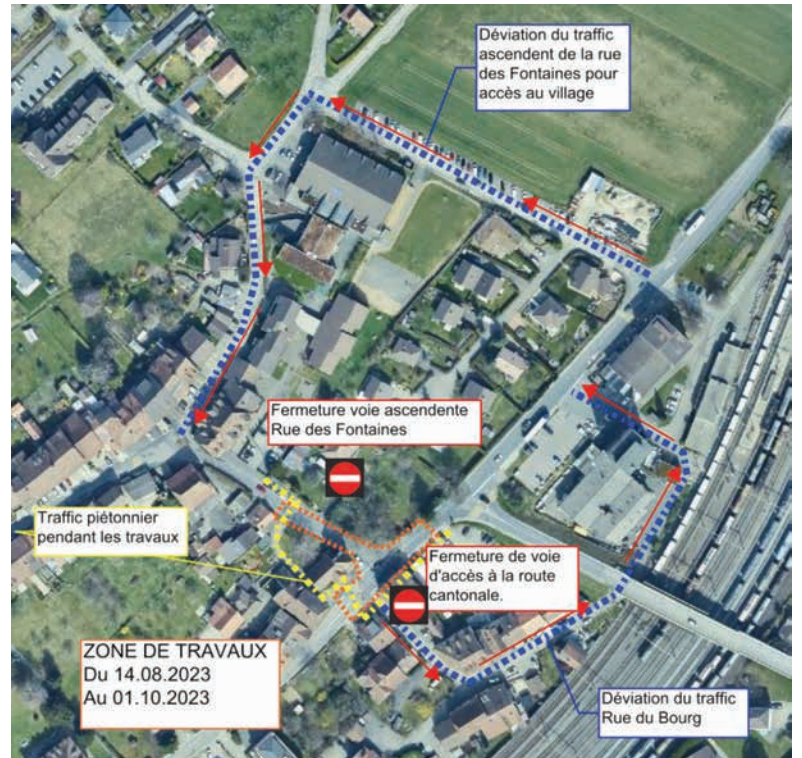 Déviation du traffic
ascendent de la rue
des Fontaines pour
accès au village
Fermeture voie ascendente
Rue des Fontaines
Traffic piétonnier
pendant les travaux
Fermeture de voie
d'accès à la route
cantonale.
ZONE DE TRAVAUX
Du 14.08.2023
Au 01.10.2023
Déviation du traffic
Rue du Bourg